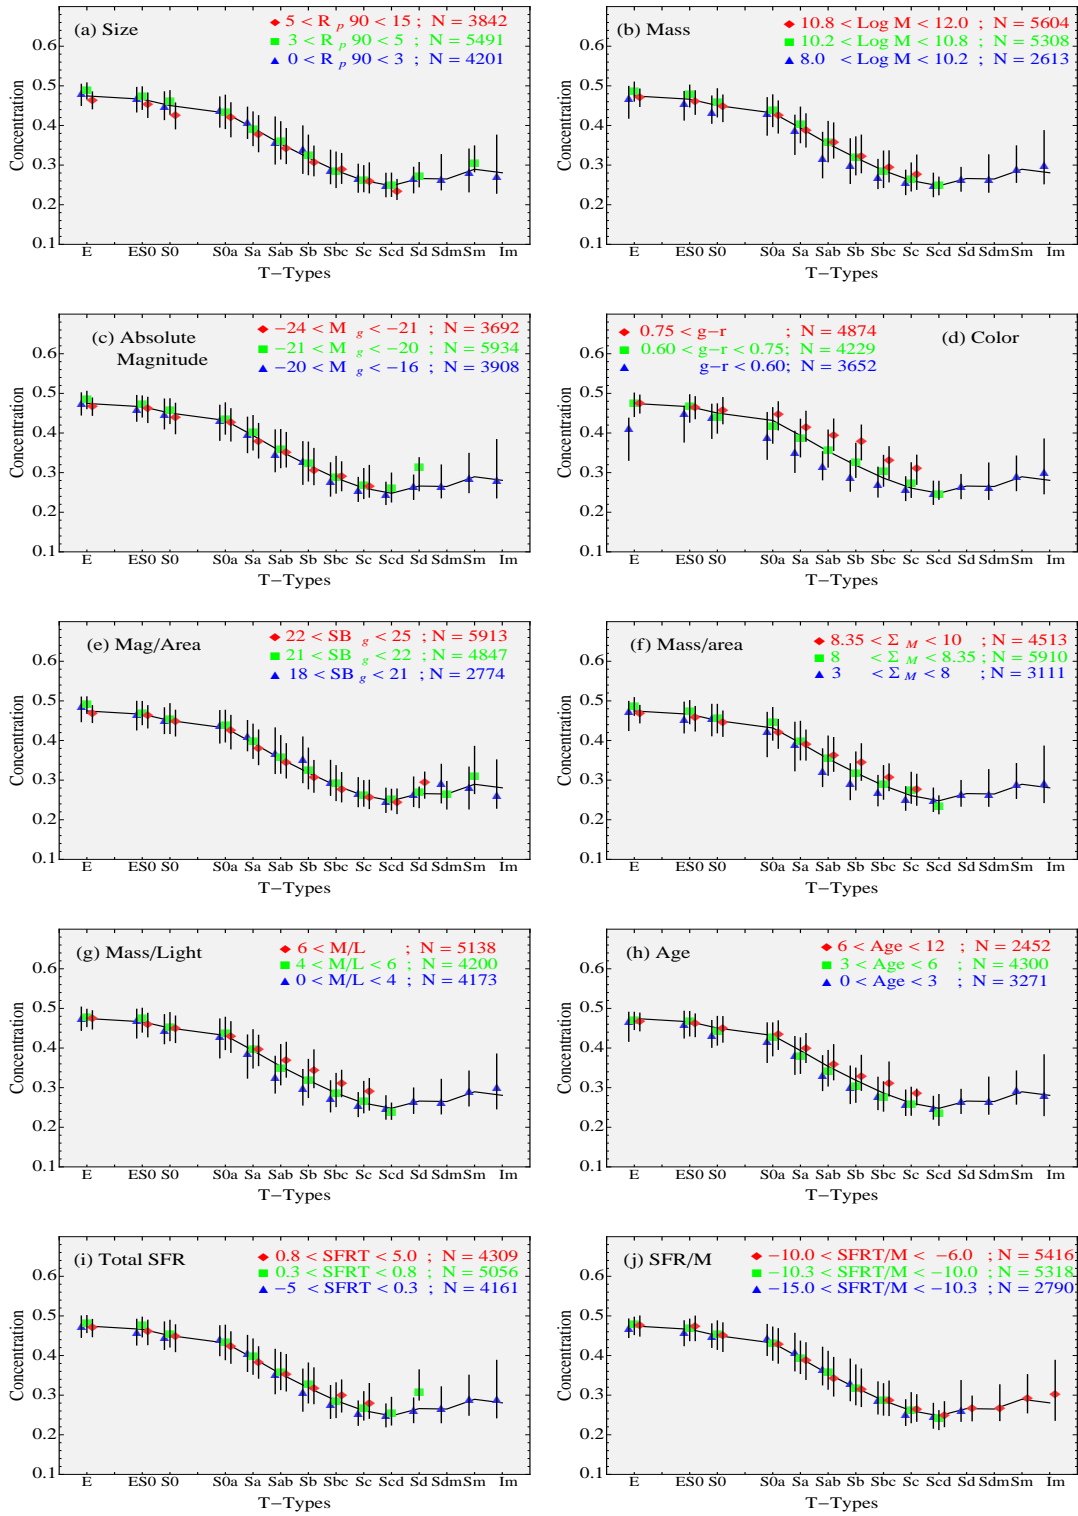 (a) Size
5 < R p 90 < 15 ; N = 3842
3 < R p 90 < 5 ; N = 5491
0 < R p 90 < 3 ; N = 4201
0.6
0.5
0.4
0.3
0.2
0.1
Concentration
E ES0 S0 S0a Sa Sab Sb Sbc Sc Scd Sd Sdm Sm Im
T-Types
(b) Mass
10.8 < Log M < 12.0 ; N = 5604
10.2 < Log M < 10.8 ; N = 5308
8.0 < Log M < 10.2 ; N = 2613
0.6
0.5
0.4
0.3
0.2
0.1
Concentration
E ES0 S0 S0a Sa Sab Sb Sbc Sc Scd Sd Sdm Sm Im
T-Types
(c) Absolute
Magnitude
−24 < M g < −21 ; N = 3692
−21 < M g < −20 ; N = 5934
−20 < M g < −16 ; N = 3908
0.6
0.5
0.4
0.3
0.2
0.1
Concentration
E ES0 S0 S0a Sa Sab Sb Sbc Sc Scd Sd Sdm Sm Im
T-Types
0.75 < g−r ; N = 4874
0.60 < g−r < 0.75; N = 4229
g−r < 0.60; N = 3652
(d) Color
0.6
0.5
0.4
0.3
0.2
0.1
Concentration
E ES0 S0 S0a Sa Sab Sb Sbc Sc Scd Sd Sdm Sm Im
T-Types
(e) Mag/Area
22 < SB g < 25 ; N = 5913
21 < SB g < 22 ; N = 4847
18 < SB g < 21 ; N = 2774
0.6
0.5
0.4
0.3
0.2
0.1
Concentration
E ES0 S0 S0a Sa Sab Sb Sbc Sc Scd Sd Sdm Sm Im
T-Types
(f) Mass/area
8.35 < Σ M < 10 ; N = 4513
8 < Σ M < 8.35 ; N = 5910
3 < Σ M < 8 ; N = 3111
0.6
0.5
0.4
0.3
0.2
0.1
Concentration
E ES0 S0 S0a Sa Sab Sb Sbc Sc Scd Sd Sdm Sm Im
T-Types
(g) Mass/Light
6 < M/L ; N = 5138
4 < M/L < 6 ; N = 4200
0 < M/L < 4 ; N = 4173
0.6
0.5
0.4
0.3
0.2
0.1
Concentration
E ES0 S0 S0a Sa Sab Sb Sbc Sc Scd Sd Sdm Sm Im
T-Types
(h) Age
6 < Age < 12 ; N = 2452
3 < Age < 6 ; N = 4300
0 < Age < 3 ; N = 3271
0.6
0.5
0.4
0.3
0.2
0.1
Concentration
E ES0 S0 S0a Sa Sab Sb Sbc Sc Scd Sd Sdm Sm Im
T-Types
(i) Total SFR
0.8 < SFRT < 5.0 ; N = 4309
0.3 < SFRT < 0.8 ; N = 5056
−5 < SFRT < 0.3 ; N = 4161
0.6
0.5
0.4
0.3
0.2
0.1
Concentration
E ES0 S0 S0a Sa Sab Sb Sbc Sc Scd Sd Sdm Sm Im
T-Types
(j) SFR/M
−10.0 < SFRT/M < −6.0 ; N = 5416
−10.3 < SFRT/M < −10.0 ; N = 5318
−15.0 < SFRT/M < −10.3 ; N = 2790
0.6
0.5
0.4
0.3
0.2
0.1
Concentration
E ES0 S0 S0a Sa Sab Sb Sbc Sc Scd Sd Sdm Sm Im
T-Types